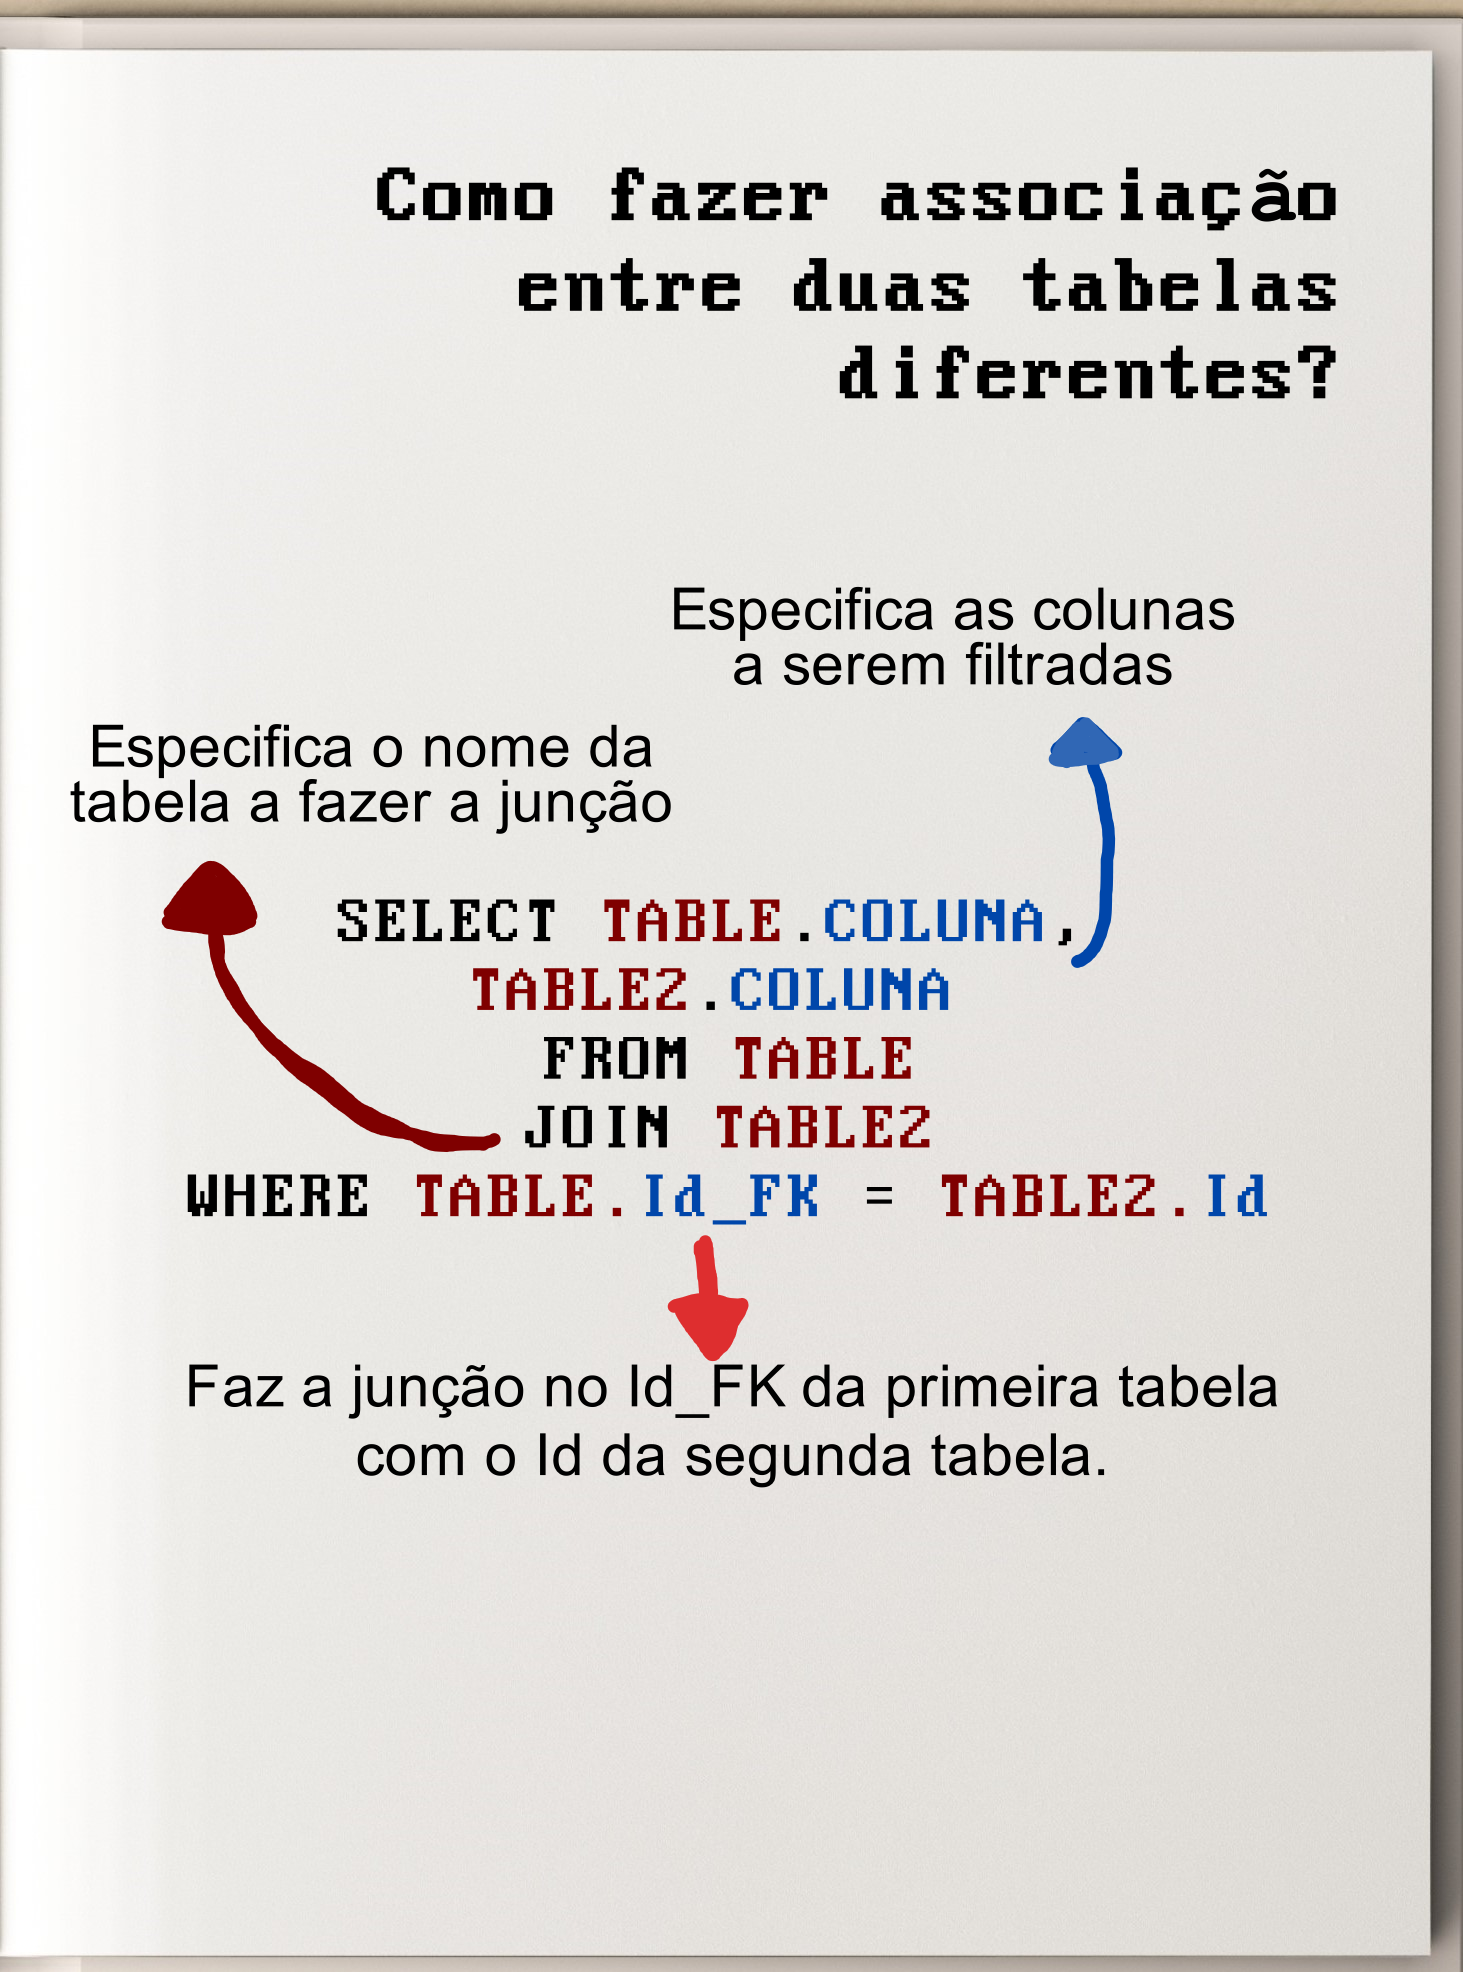 Como fazer associação
entre duas tabelas
diferentes?
Especifica as colunas
a serem filtradas
Especifica o nome da
tabela a fazer a junção
SELECT TABLE.COLUNA,
TABLE2.COLUNA
FROM TABLE
JOIN TABLE2
WHERE TABLE.Id_FK = TABLE2.Id
Faz a junção no Id_FK da primeira tabela
com o Id da segunda tabela.